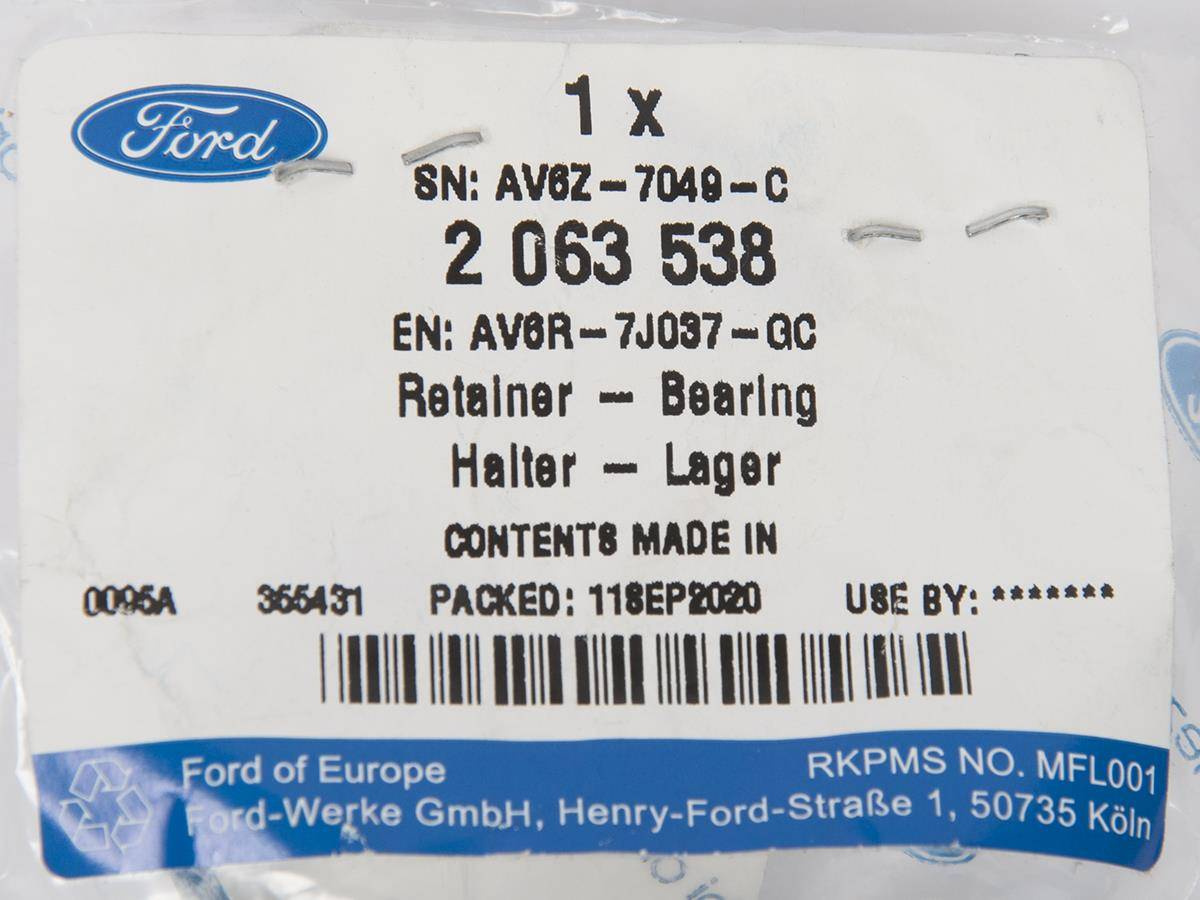 Ford
1 x
SN: AV6Z-7049-C
2 063 538
EN: AV6R-7J037-GC
Retainer - Bearing
Halter - Lager
CONTENTS MADE IN
0095A 355431 PACKED: 11SEP2020 USE BY: *******
Ford of Europe
RKPMS NO. MFL001
Ford-Werke GmbH, Henry-Ford-Straße 1, 50735 Köln